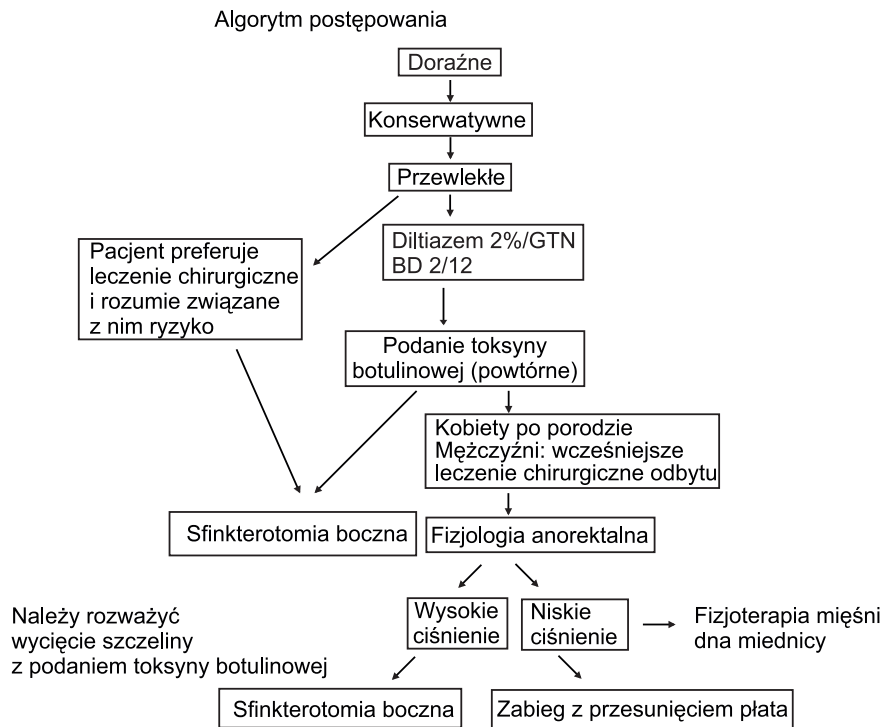 Algorytm postępowania
Doraźne
Konserwatywne
Przewlekłe
Pacjent preferuje
leczenie chirurgiczne
i rozumie związane
z nim ryzyko
Diltiazem 2%/GTN
BD 2/12
Podanie toksyny
botulinowej (powtórne)
Kobiety po porodzie
Mężczyźni: wcześniejsze
leczenie chirurgiczne odbytu
Sfinkterotomia boczna
Fizjologia anorektalna
Należy rozważyć
wycięcie szczeliny
z podaniem toksyny botulinowej
Wysokie
ciśnienie
Niskie
ciśnienie
Fizjoterapia mięśni
dna miednicy
Sfinkterotomia boczna
Zabieg z przesunięciem płata